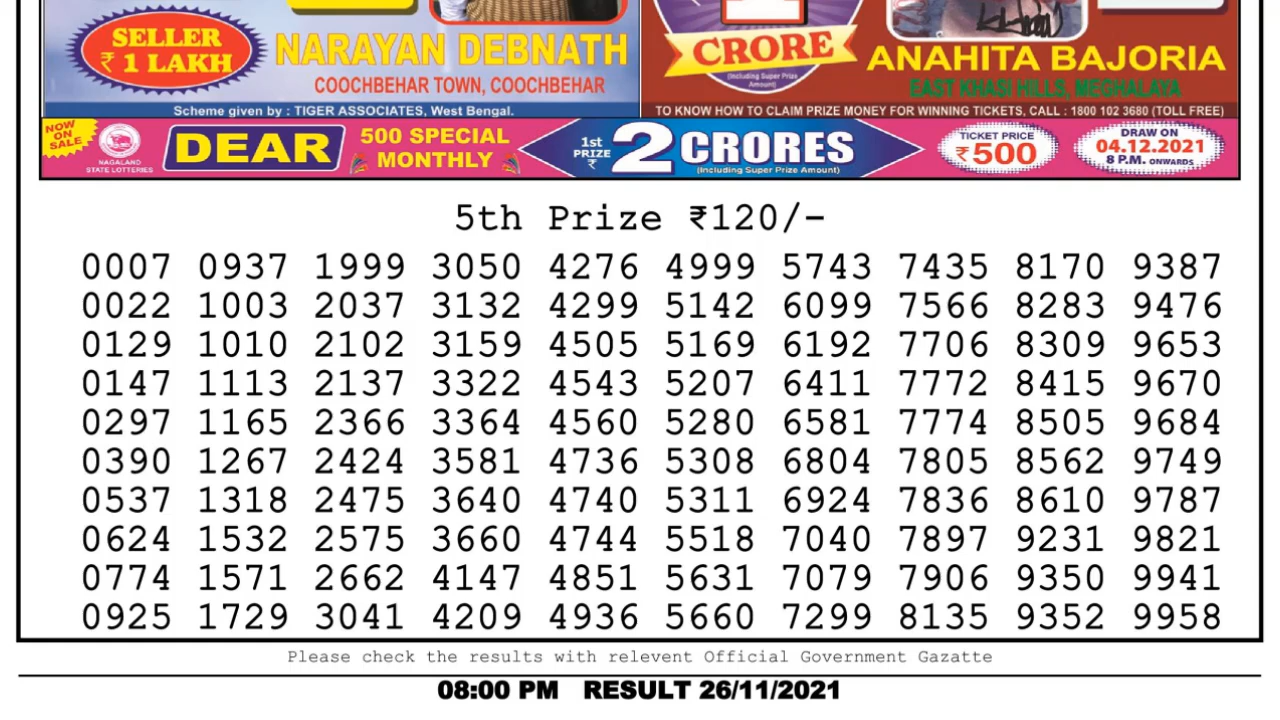 SELLER
₹ 1 LAKH
NARAYAN DEBNATH
COOCHBEHAR TOWN, COOCHBEHAR
Scheme given by : TIGER ASSOCIATES, West Bengal.
1
CRORE
(Including Super Prize
Amount)
ANAHITA BAJORIA
EAST KHASI HILLS, MEGHALAYA
TO KNOW HOW TO CLAIM PRIZE MONEY FOR WINNING TICKETS, CALL : 1800 102 3680 (TOLL FREE)
NOW
ON
SALE
NAGALAND
STATE LOTTERIES
DEAR
500 SPECIAL
MONTHLY
1st
PRIZE
₹
2 CRORES
(Including Super Prize Amount)
TICKET PRICE
₹500
DRAW ON
04.12.2021
8 P.M. ONWARDS
5th Prize ₹120/-
0007 0937 1999 3050 4276 4999 5743 7435 8170 9387
0022 1003 2037 3132 4299 5142 6099 7566 8283 9476
0129 1010 2102 3159 4505 5169 6192 7706 8309 9653
0147 1113 2137 3322 4543 5207 6411 7772 8415 9670
0297 1165 2366 3364 4560 5280 6581 7774 8505 9684
0390 1267 2424 3581 4736 5308 6804 7805 8562 9749
0537 1318 2475 3640 4740 5311 6924 7836 8610 9787
0624 1532 2575 3660 4744 5518 7040 7897 9231 9821
0774 1571 2662 4147 4851 5631 7079 7906 9350 9941
0925 1729 3041 4209 4936 5660 7299 8135 9352 9958
Please check the results with relevent Official Government Gazatte
08:00 PM RESULT 26/11/2021